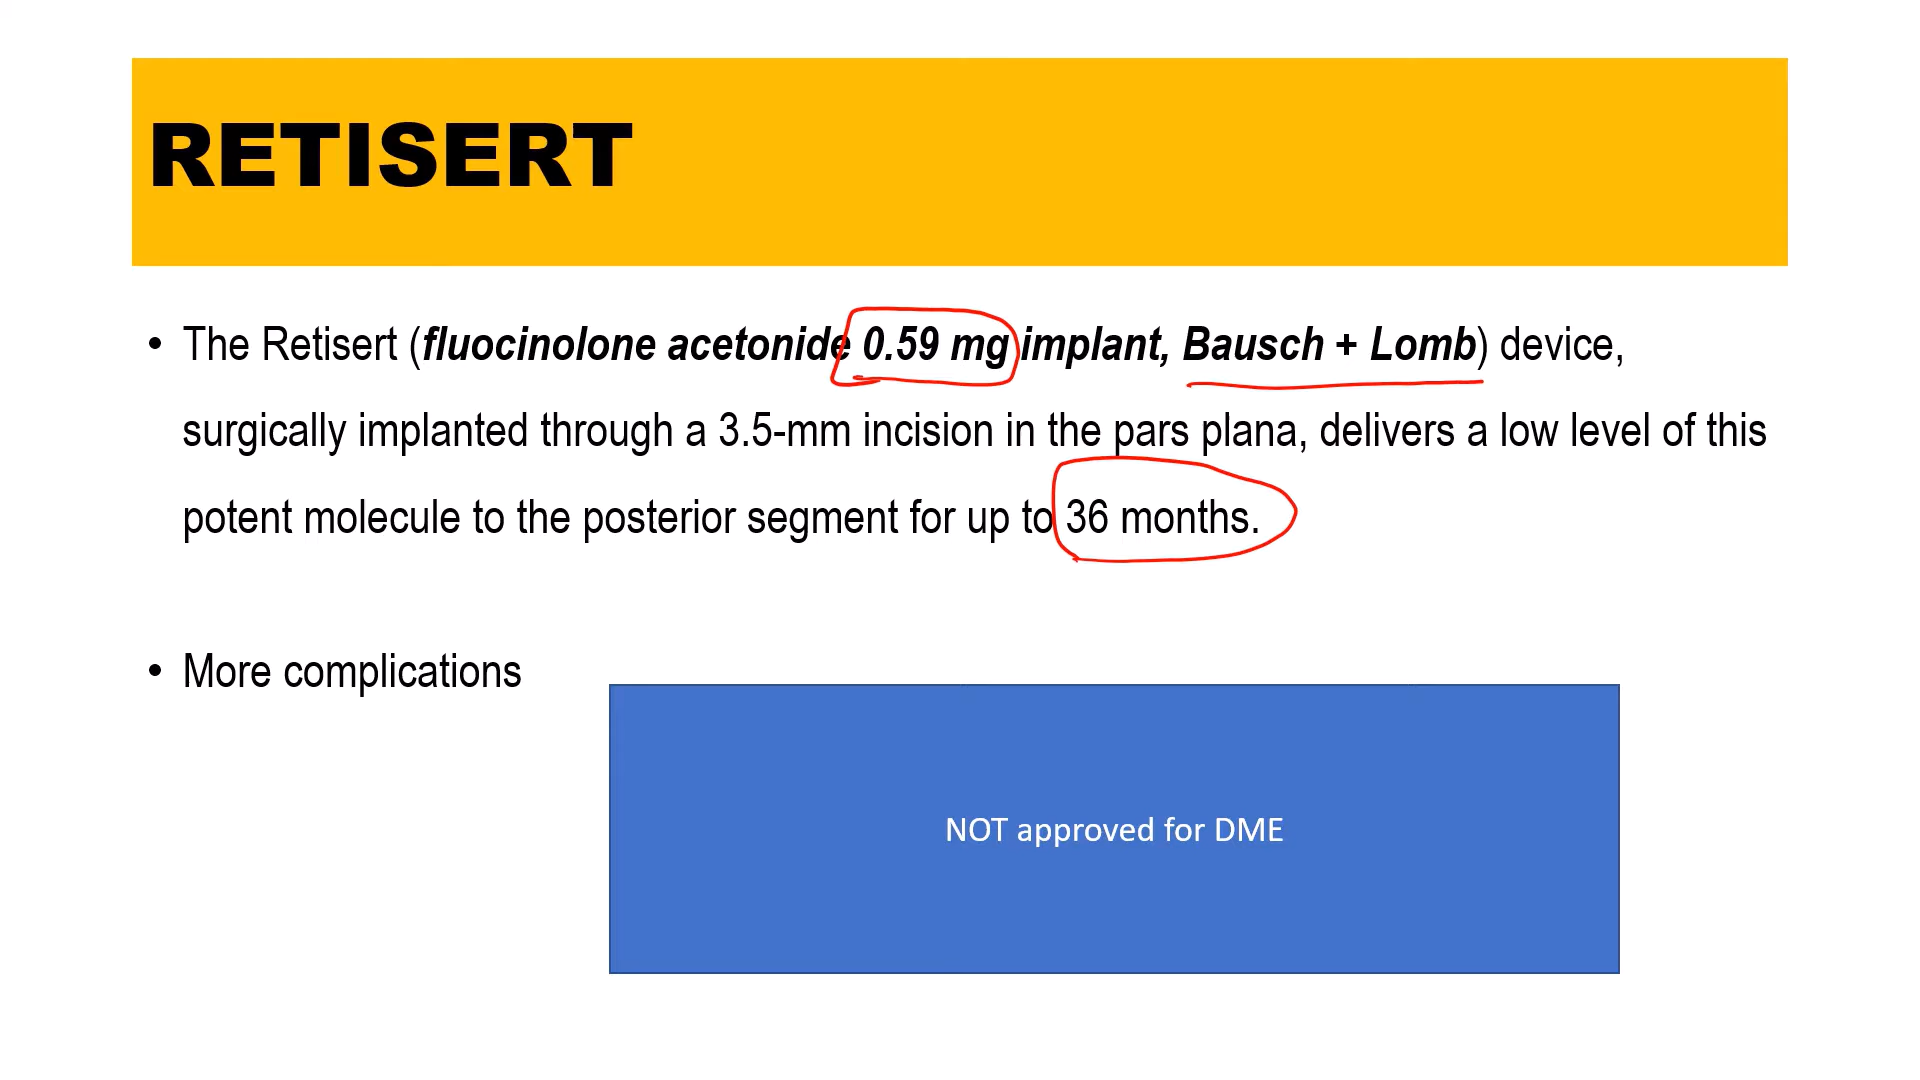 RETISERT
• The Retisert (fluocinolone acetonide 0.59 mg implant, Bausch + Lomb) device,
surgically implanted through a 3.5-mm incision in the pars plana, delivers a low level of this
potent molecule to the posterior segment for up to 36 months.
• More complications
NOT approved for DME